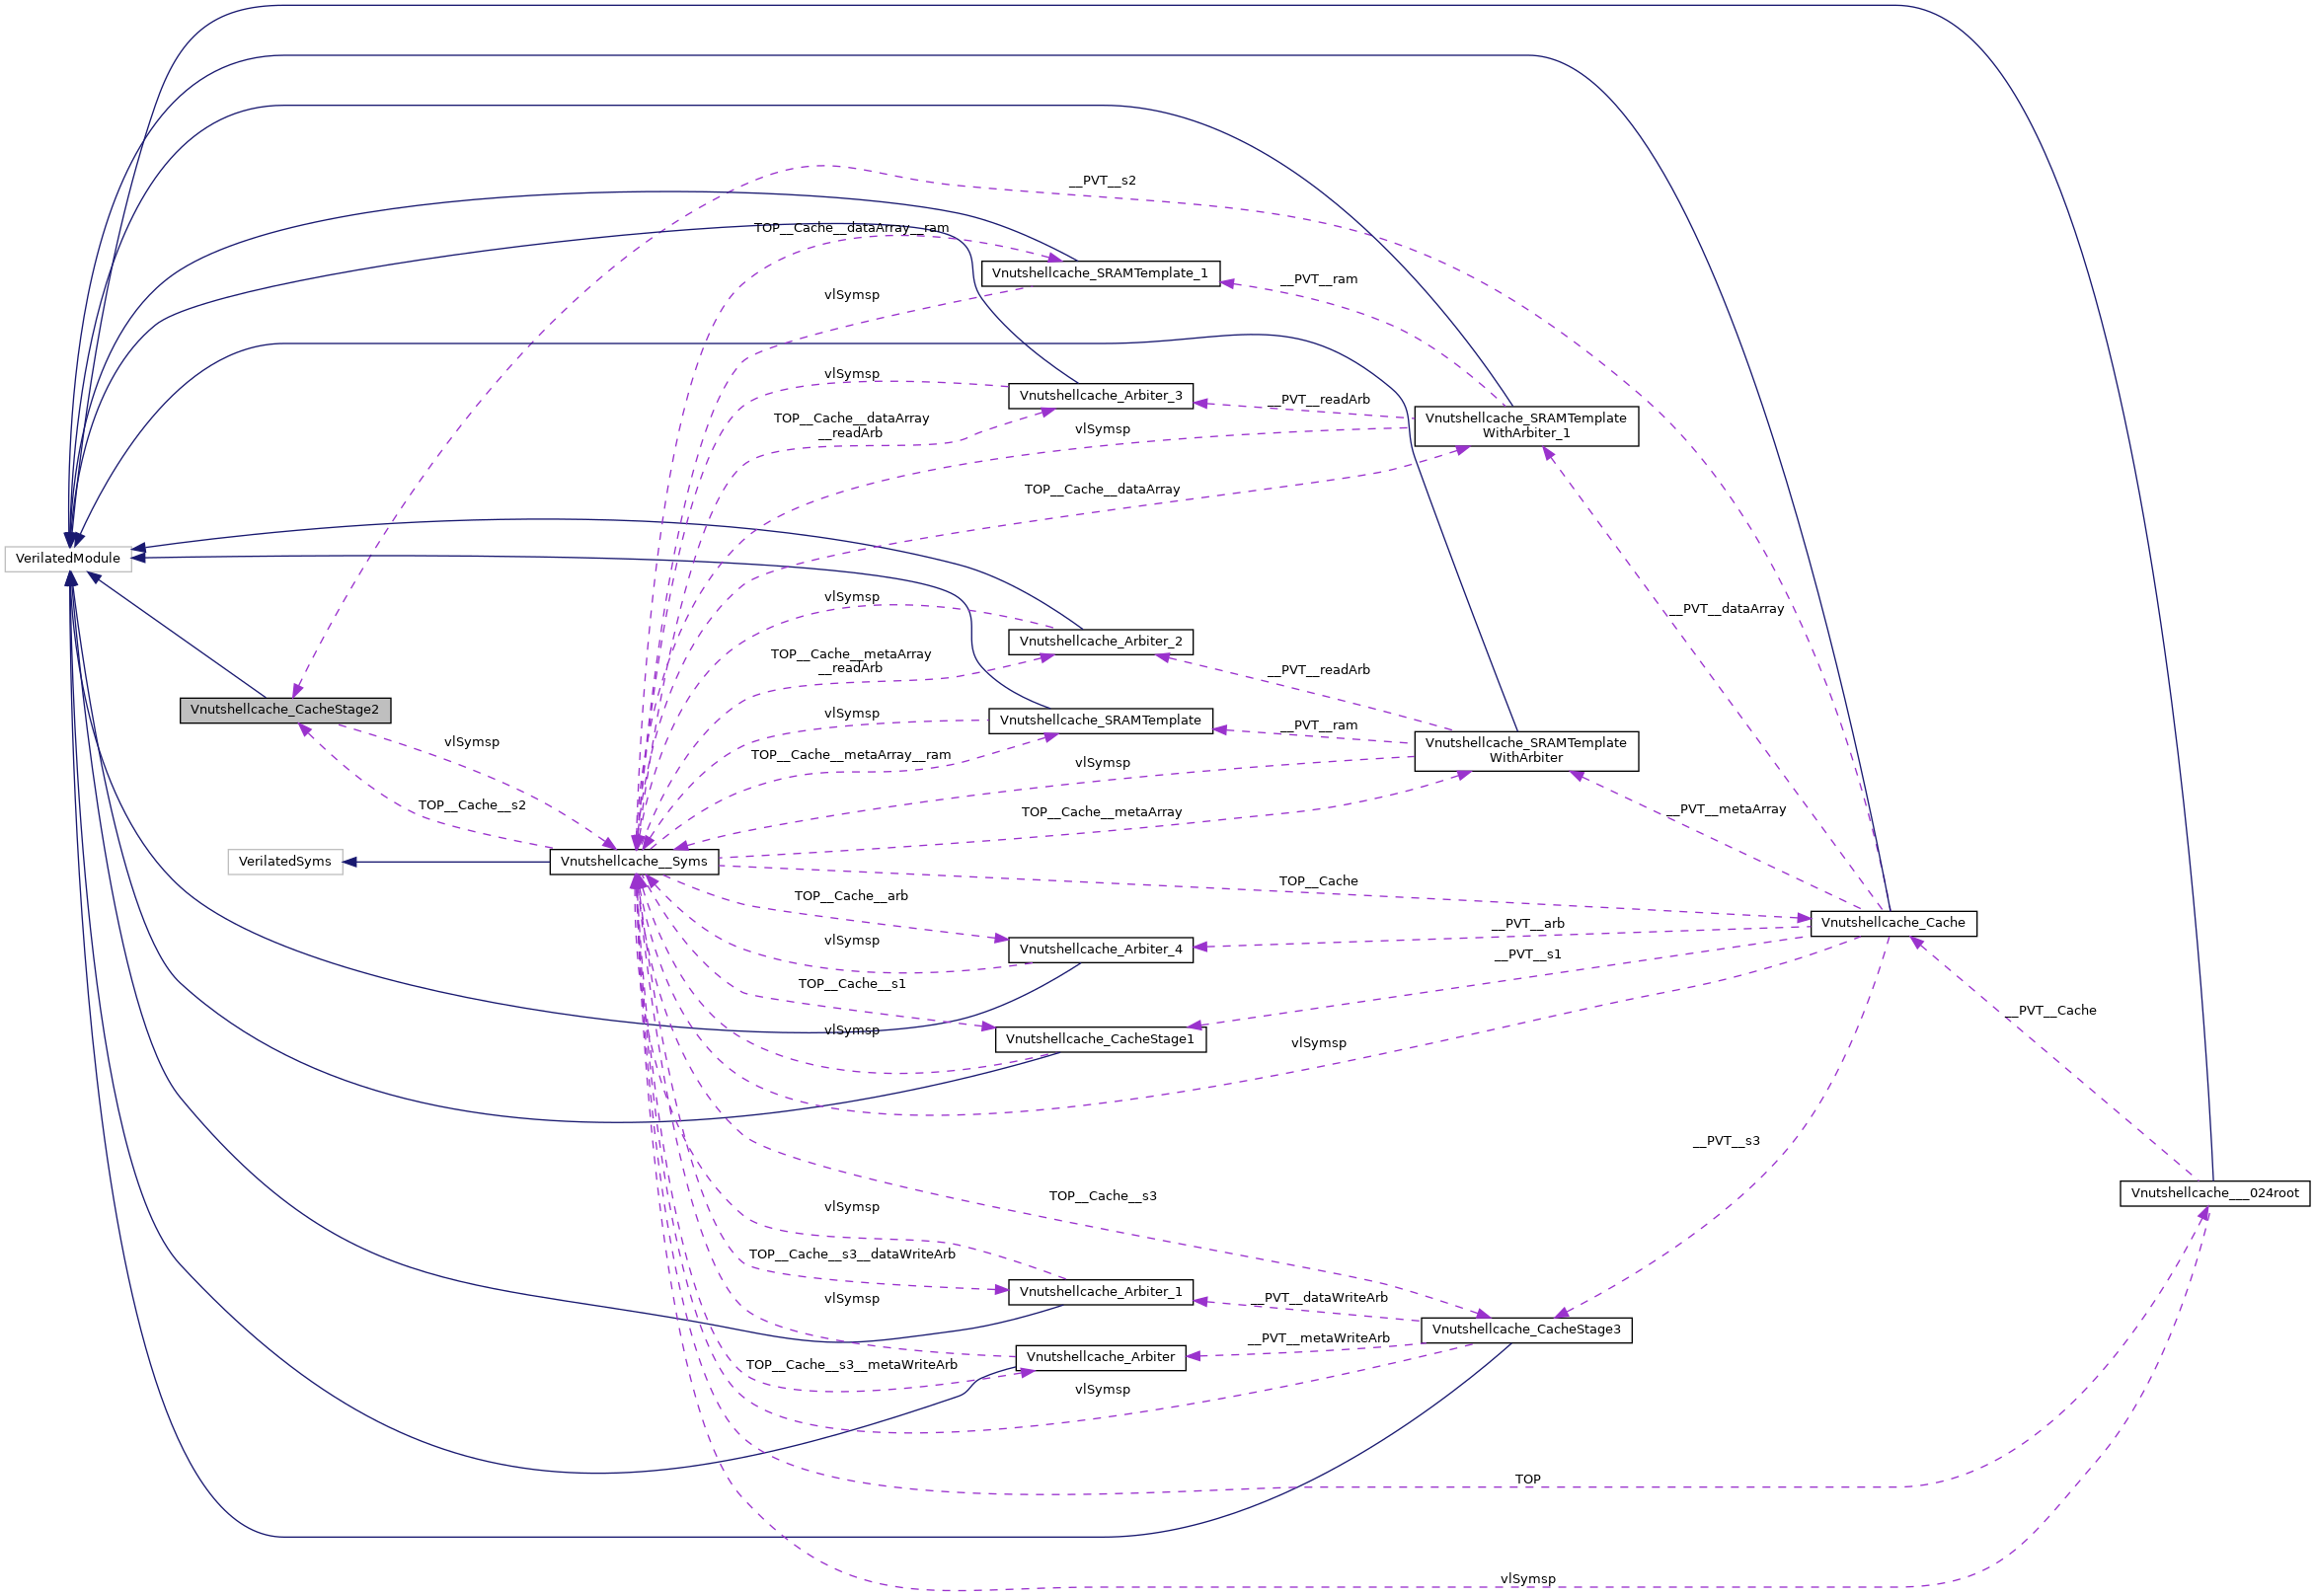 __PVT__s2
TOP__Cache__dataArray__ram
Vnutshellcache_SRAMTemplate_1
__PVT__ram
vlSymsp
vlSymsp
Vnutshellcache_Arbiter_3
__PVT__readArb
TOP__Cache__dataArray
__readArb
Vnutshellcache_SRAMTemplate
WithArbiter_1
vlSymsp
TOP__Cache__dataArray
VerilatedModule
vlSymsp
__PVT__dataArray
Vnutshellcache_Arbiter_2
TOP__Cache__metaArray
__readArb
__PVT__readArb
Vnutshellcache_CacheStage2
vlSymsp
Vnutshellcache_SRAMTemplate
__PVT__ram
vlSymsp
Vnutshellcache_SRAMTemplate
WithArbiter
TOP__Cache__metaArray__ram
vlSymsp
TOP__Cache__s2
TOP__Cache__metaArray
__PVT__metaArray
VerilatedSyms
Vnutshellcache__Syms
TOP__Cache
TOP__Cache__arb
__PVT__arb
Vnutshellcache_Cache
vlSymsp
Vnutshellcache_Arbiter_4
__PVT__s1
TOP__Cache__s1
__PVT__Cache
vlSymsp
Vnutshellcache_CacheStage1
vlSymsp
__PVT__s3
Vnutshellcache___024root
TOP__Cache__s3
vlSymsp
TOP__Cache__s3__dataWriteArb
Vnutshellcache_Arbiter_1
vlSymsp
__PVT__dataWriteArb
Vnutshellcache_CacheStage3
__PVT__metaWriteArb
Vnutshellcache_Arbiter
TOP__Cache__s3__metaWriteArb
vlSymsp
TOP
vlSymsp